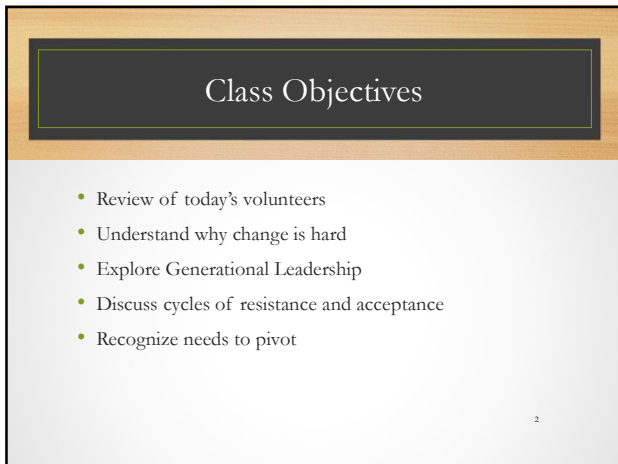 Class Objectives
• Review of today’s volunteers
• Understand why change is hard
• Explore Generational Leadership
• Discuss cycles of resistance and acceptance
• Recognize needs to pivot
2